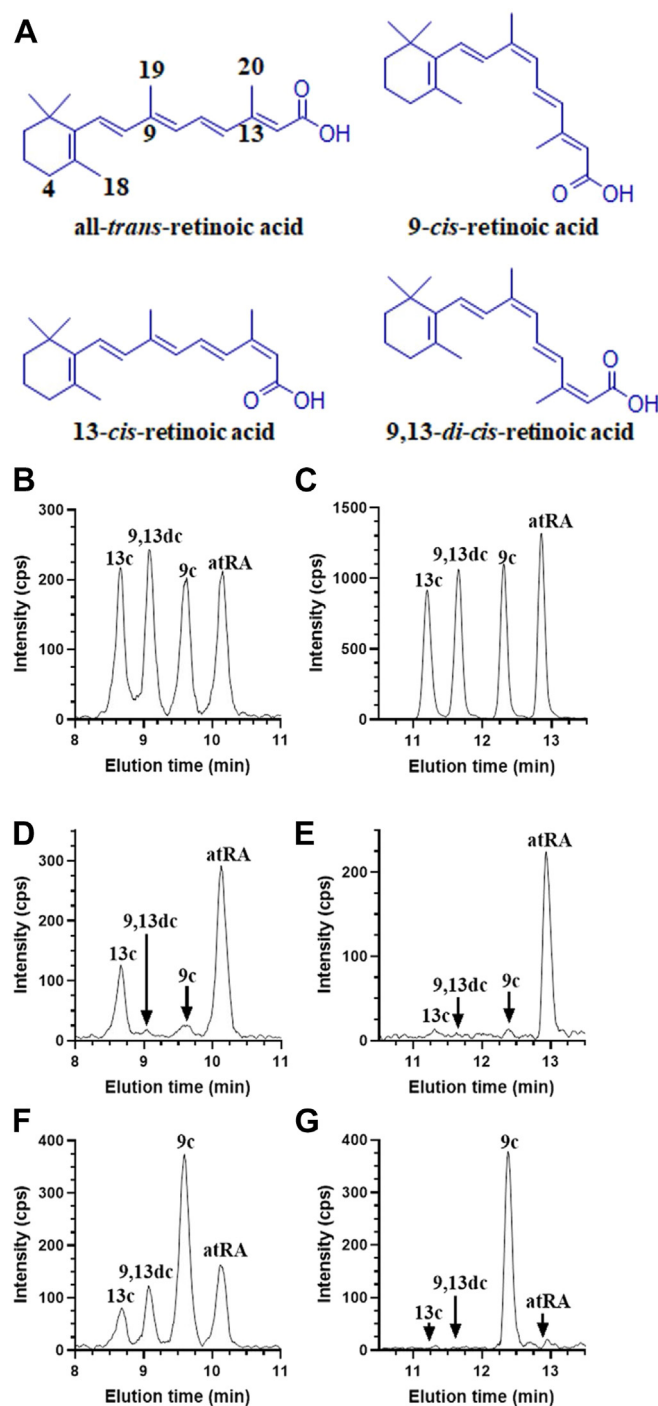 A
19
20
9
13
4
18
O
OH
all-trans-retinoic acid
O
OH
9-cis-retinoic acid
O
OH
13-cis-retinoic acid
O
OH
9,13-di-cis-retinoic acid
B
300
200
100
0
Intensity (cps)
13c
9,13dc
9c
atRA
8 9 10 11
Elution time (min)
C
1500
1000
500
0
Intensity (cps)
13c
9,13dc
9c
atRA
11 12 13
Elution time (min)
D
300
200
100
0
Intensity (cps)
13c
9,13dc
9c
atRA
8 9 10 11
Elution time (min)
E
200
100
0
Intensity (cps)
13c
9,13dc
9c
atRA
11 12 13
Elution time (min)
F
400
300
200
100
0
Intensity (cps)
13c
9,13dc
9c
atRA
8 9 10 11
Elution time (min)
G
400
300
200
100
0
Intensity (cps)
13c
9,13dc
9c
atRA
11 12 13
Elution time (min)